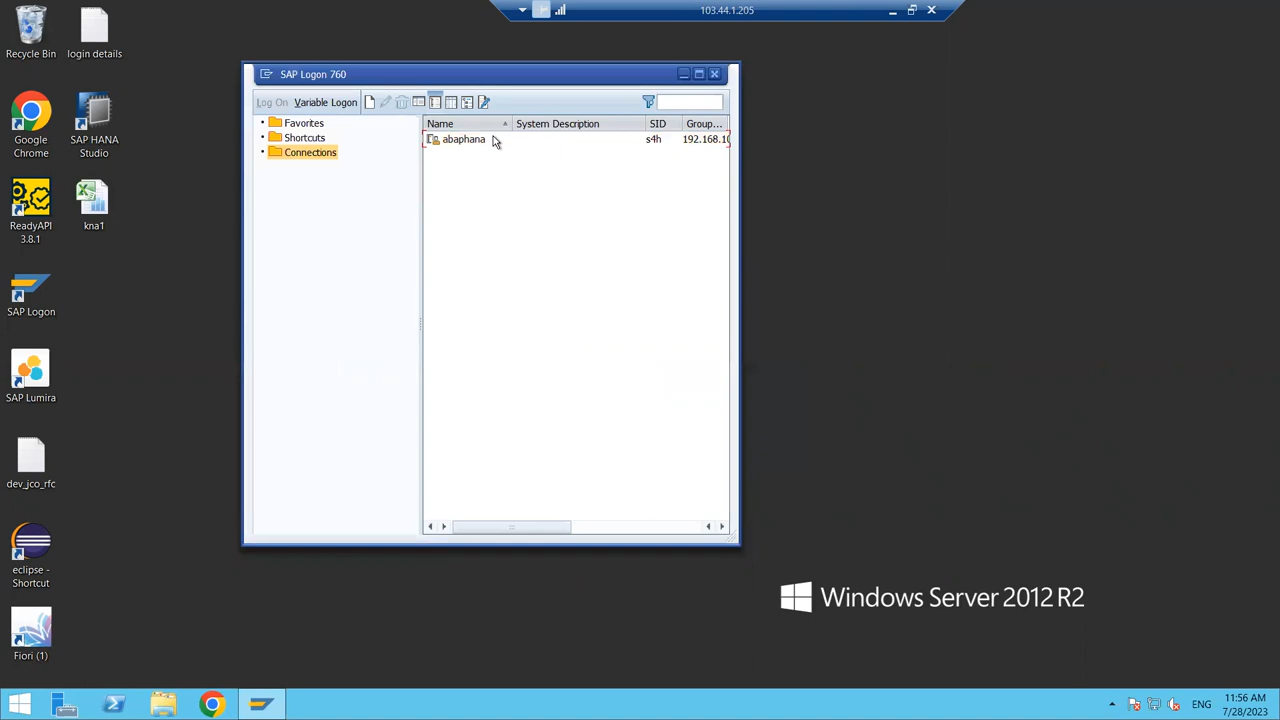 103.44.1.205
Recycle Bin
login details
Google Chrome
SAP HANA Studio
ReadyAPI 3.8.1
kna1
SAP Logon
SAP Lumira
dev_jco_rfc
eclipse - Shortcut
Fiori (1)
SAP Logon 760
Log On Variable Logon
Favorites
Shortcuts
Connections
Name System Description SID Group...
abaphana s4h 192.168.1
Windows Server 2012 R2
ENG
11:56 AM
7/28/2023